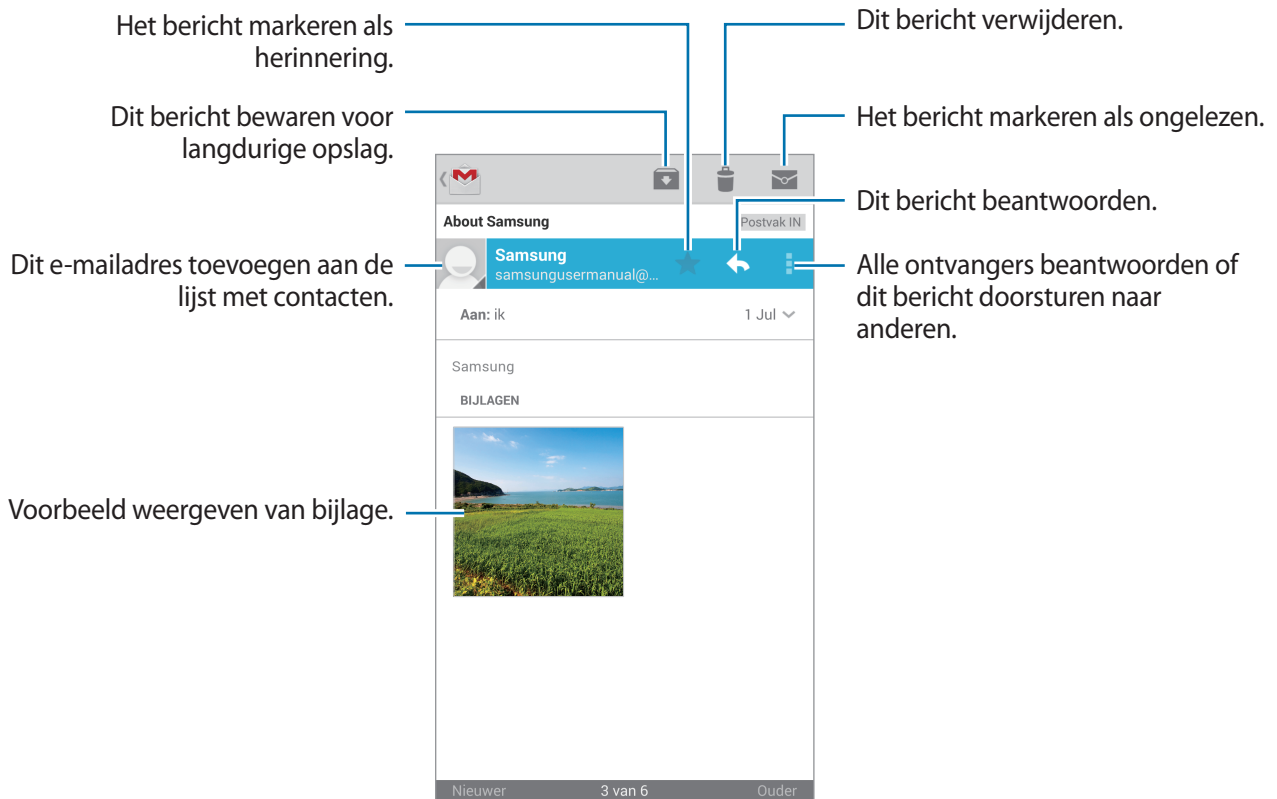 Het bericht markeren als
herinnering.
Dit bericht verwijderen.
Dit bericht bewaren voor
langdurige opslag.
Het bericht markeren als ongelezen.
Dit bericht beantwoorden.
About Samsung
Postvak IN
Dit e-mailadres toevoegen aan de
lijst met contacten.
Samsung
samsungusermanual@...
Alle ontvangers beantwoorden of
dit bericht doorsturen naar
anderen.
Aan: ik
1 Jul
Samsung
BIJLAGEN
Voorbeeld weergeven van bijlage.
Nieuwer
3 van 6
Ouder